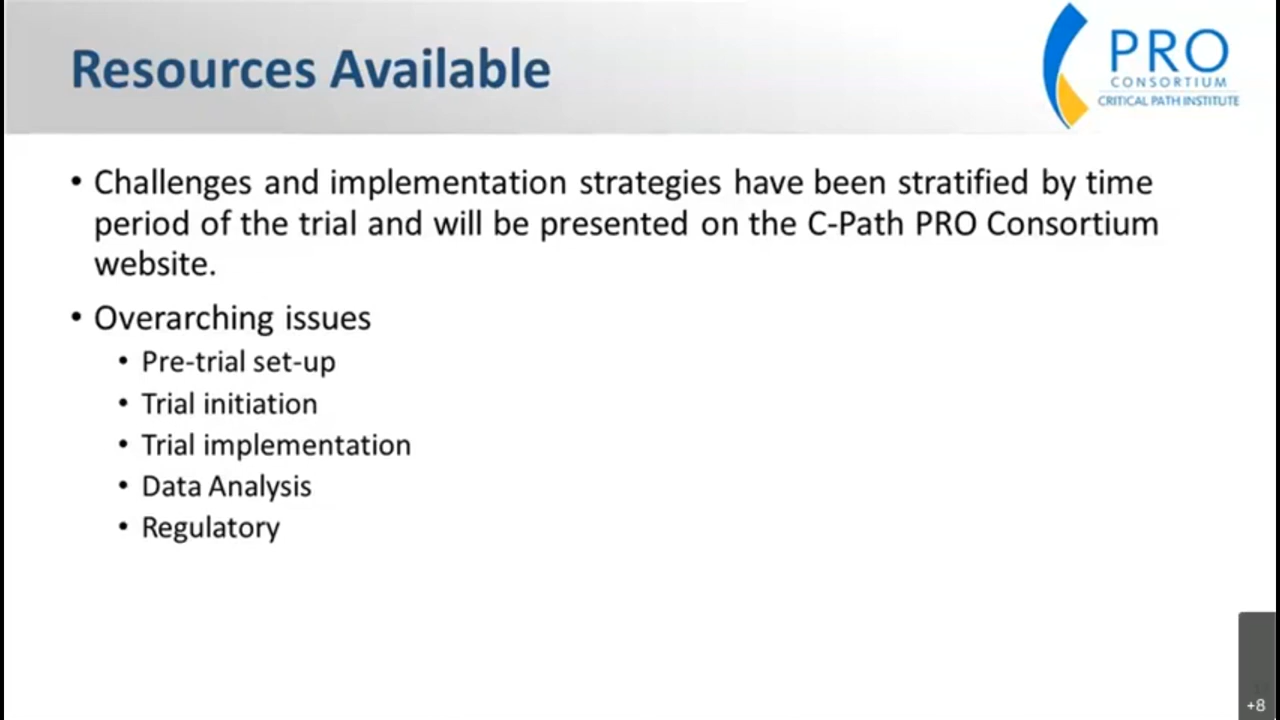 Resources Available
PRO
CONSORTIUM
CRITICAL PATH INSTITUTE
• Challenges and implementation strategies have been stratified by time
period of the trial and will be presented on the C-Path PRO Consortium
website.
• Overarching issues
• Pre-trial set-up
• Trial initiation
• Trial implementation
• Data Analysis
• Regulatory
+8